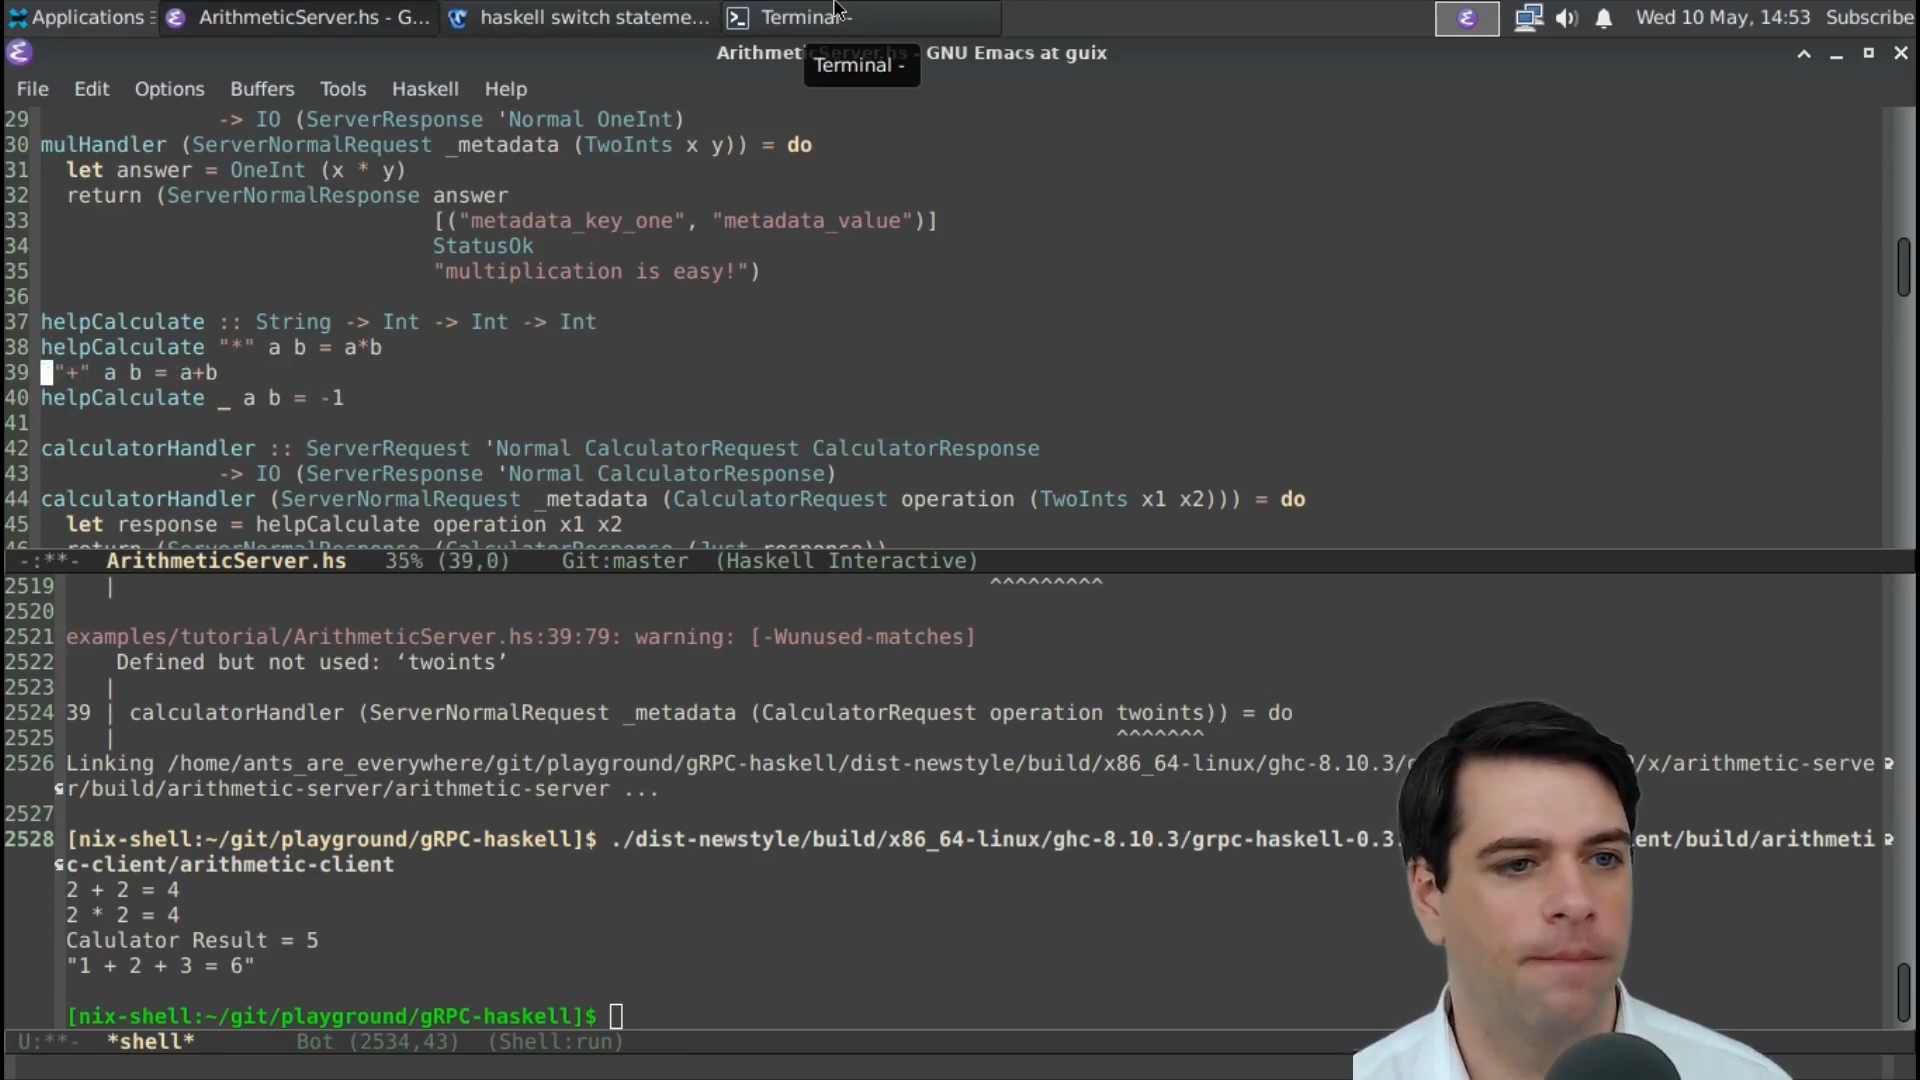 Applications ArithmeticServer.hs - G... haskell switch stateme... Terminal - Wed 10 May, 14:53 Subscribe
- GNU Emacs at guix
Terminal -
File Edit Options Buffers Tools Haskell Help
29 -> IO (ServerResponse 'Normal OneInt)
30 mulHandler (ServerNormalRequest _metadata (TwoInts x y)) = do
31 let answer = OneInt (x * y)
32 return (ServerNormalResponse answer
33 [("metadata_key_one", "metadata_value")]
34 StatusOk
35 "multiplication is easy!")
36
37 helpCalculate :: String -> Int -> Int -> Int
38 helpCalculate "*" a b = a*b
39 "+" a b = a+b
40 helpCalculate _ a b = -1
41
42 calculatorHandler :: ServerRequest 'Normal CalculatorRequest CalculatorResponse
43 -> IO (ServerResponse 'Normal CalculatorResponse)
44 calculatorHandler (ServerNormalRequest _metadata (CalculatorRequest operation (TwoInts x1 x2))) = do
45 let response = helpCalculate operation x1 x2
46 return (ServerNormalResponse (CalculatorResponse (Just response))
-:**- ArithmeticServer.hs 35% (39,0) Git:master (Haskell Interactive)
2519 | ^^^^^^^^^
2520
2521 examples/tutorial/ArithmeticServer.hs:39:79: warning: [-Wunused-matches]
2522 Defined but not used: ‘twoints’
2523 |
2524 39 | calculatorHandler (ServerNormalRequest _metadata (CalculatorRequest operation twoints)) = do
2525 | ^^^^^^^
2526 Linking /home/ants_are_everywhere/git/playground/gRPC-haskell/dist-newstyle/build/x86_64-linux/ghc-8.10.3/ /x/arithmetic-serve
r/build/arithmetic-server/arithmetic-server ...
2527
2528 [nix-shell:~/git/playground/gRPC-haskell]$ ./dist-newstyle/build/x86_64-linux/ghc-8.10.3/grpc-haskell-0.3. /build/arithmeti
c-client/arithmetic-client
2 + 2 = 4
2 * 2 = 4
Calulator Result = 5
"1 + 2 + 3 = 6"
[nix-shell:~/git/playground/gRPC-haskell]$
U:**- *shell* Bot (2534,43) (Shell:run)